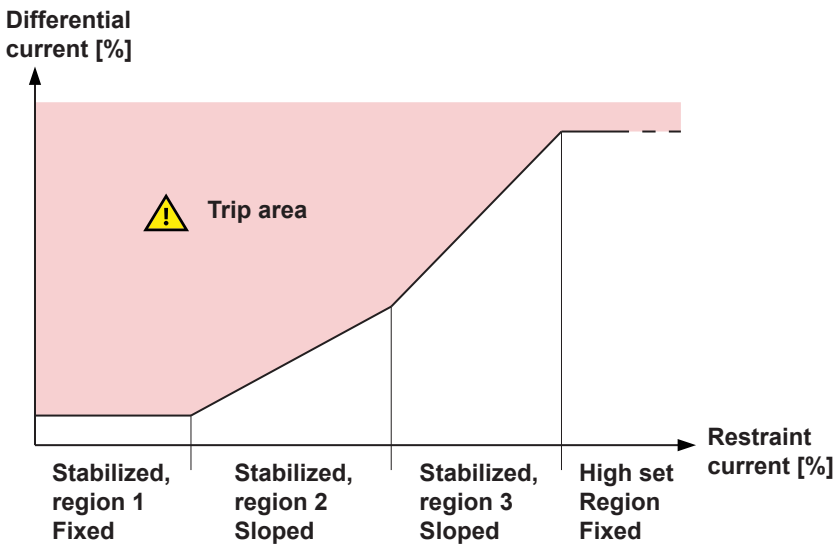 Differential
current [%]
!
Trip area
Restraint
current [%]
Stabilized,
region 1
Fixed
Stabilized,
region 2
Sloped
Stabilized,
region 3
Sloped
High set
Region
Fixed